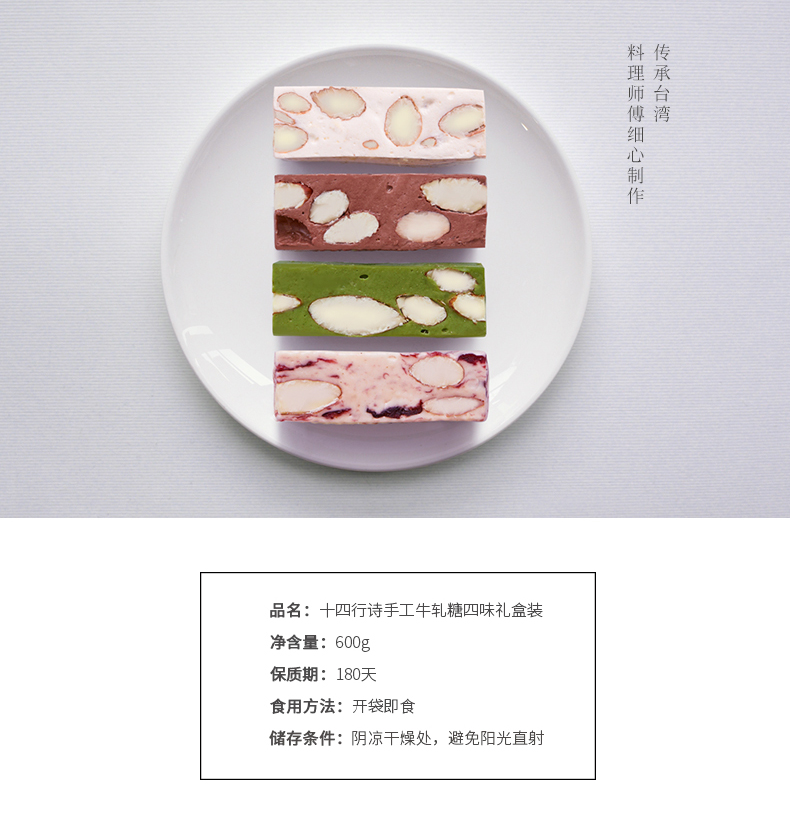 传承台湾
料理师傅细心制作
品名：十四行诗手工牛轧糖四味礼盒装
净含量：600g
保质期：180天
食用方法：开袋即食
储存条件：阴凉干燥处，避免阳光直射